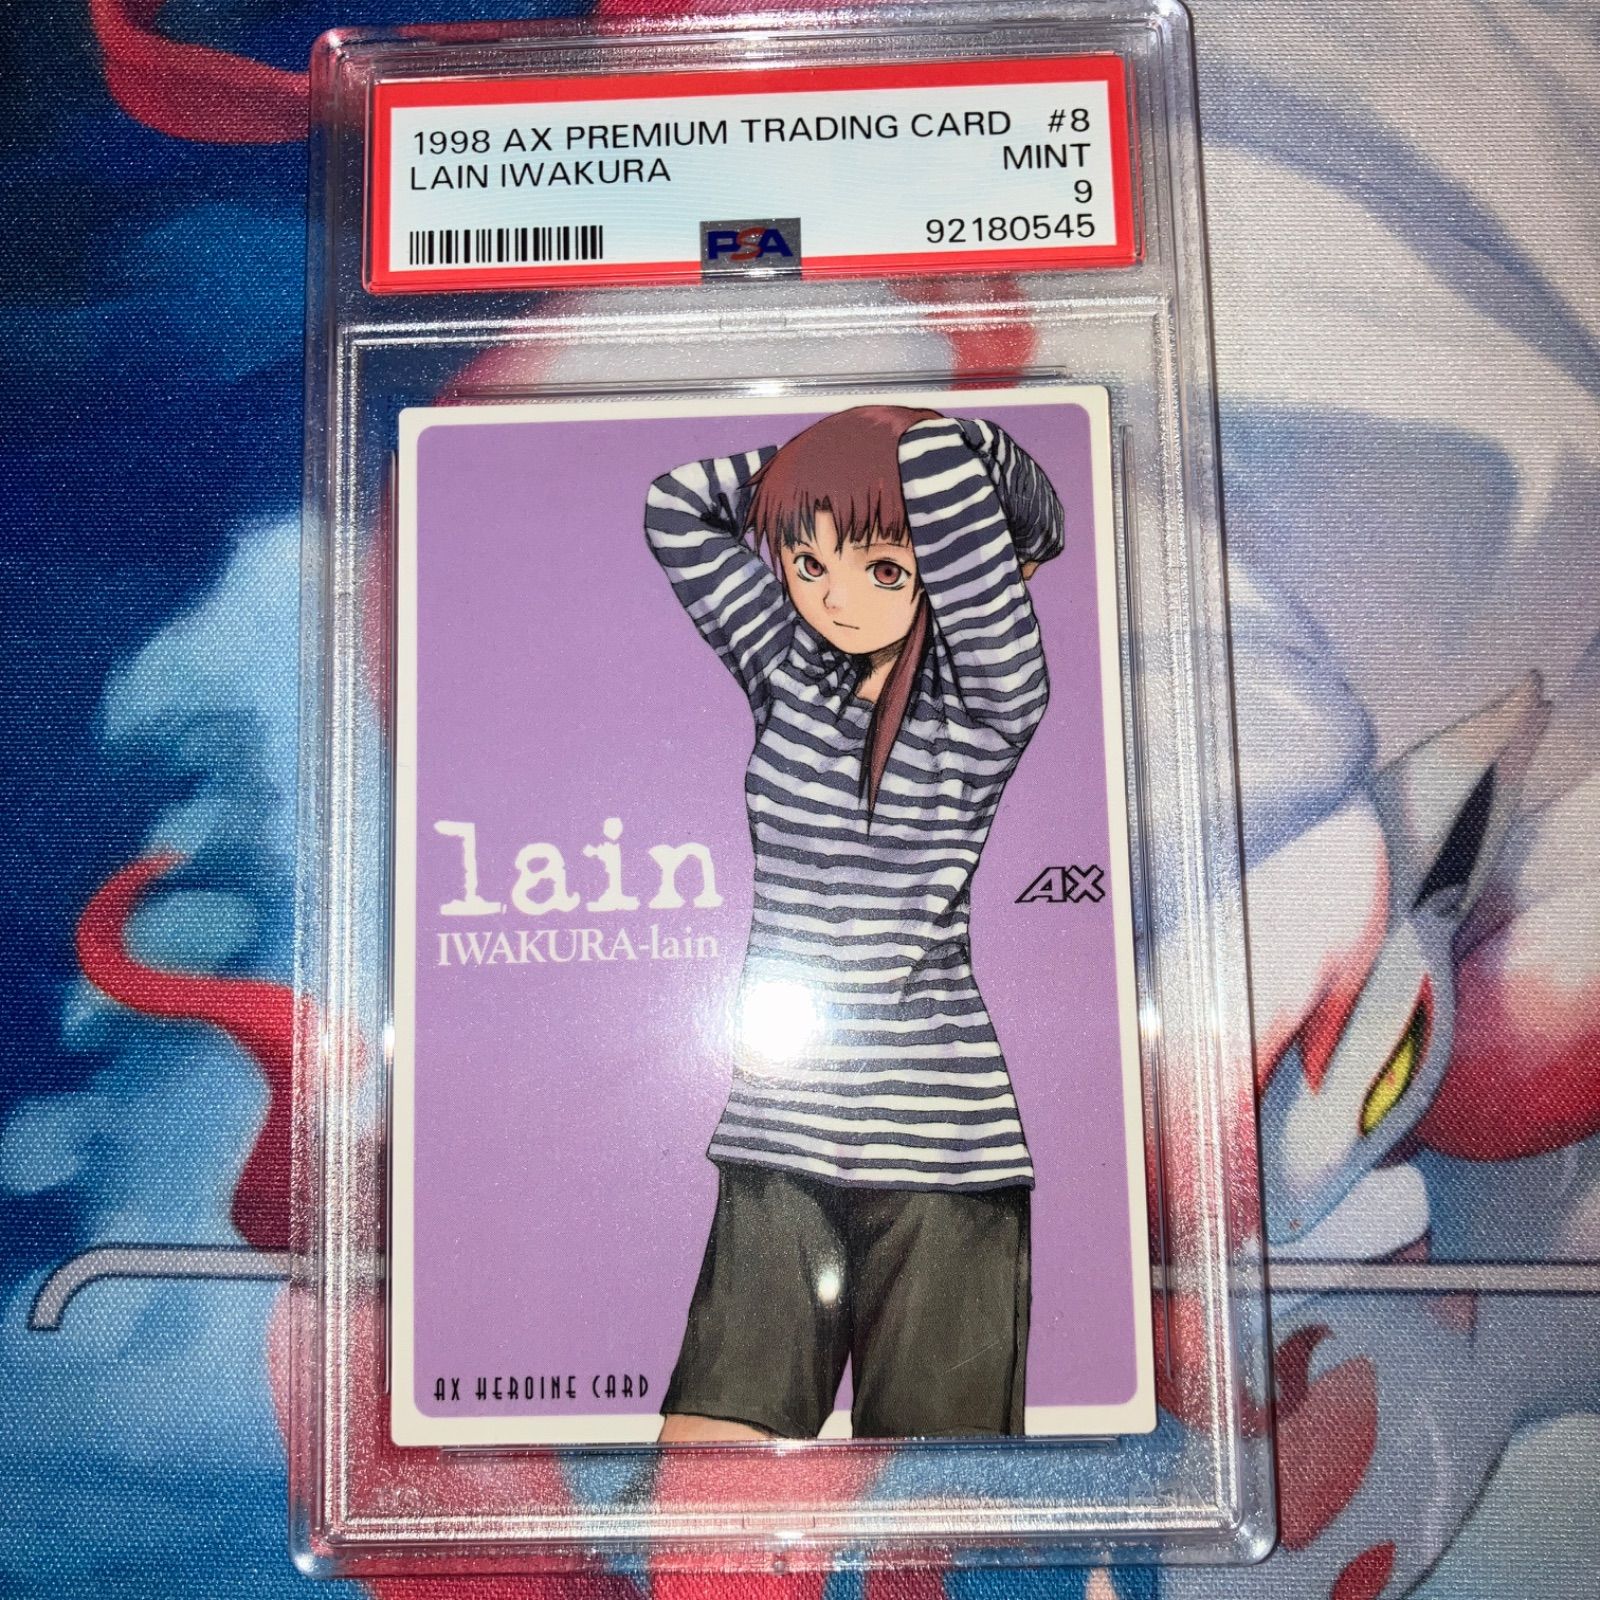 1998 AX PREMIUM TRADING CARD #8
LAIN IWAKURA MINT
9
PSA 92180545
lain
IWAKURA-lain
AX
AX HEROINE CARD